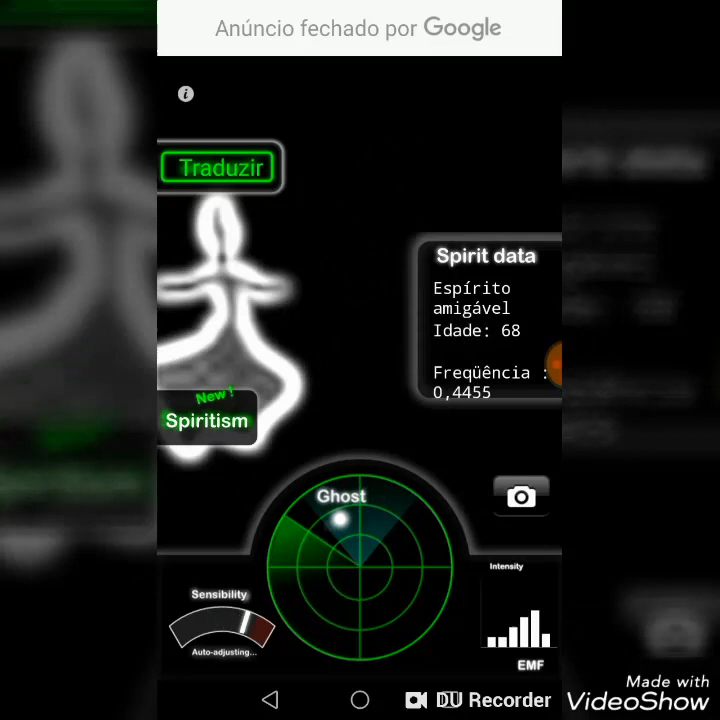 Anúncio fechado por Google
i
Traduzir
Spirit data
Espírito
amigável
Idade: 68
Freqüência :
0,4455
New !
Spiritism
Ghost
Sensibility
Auto-adjusting...
Intensity
EMF
DU Recorder
Made with
VideoShow